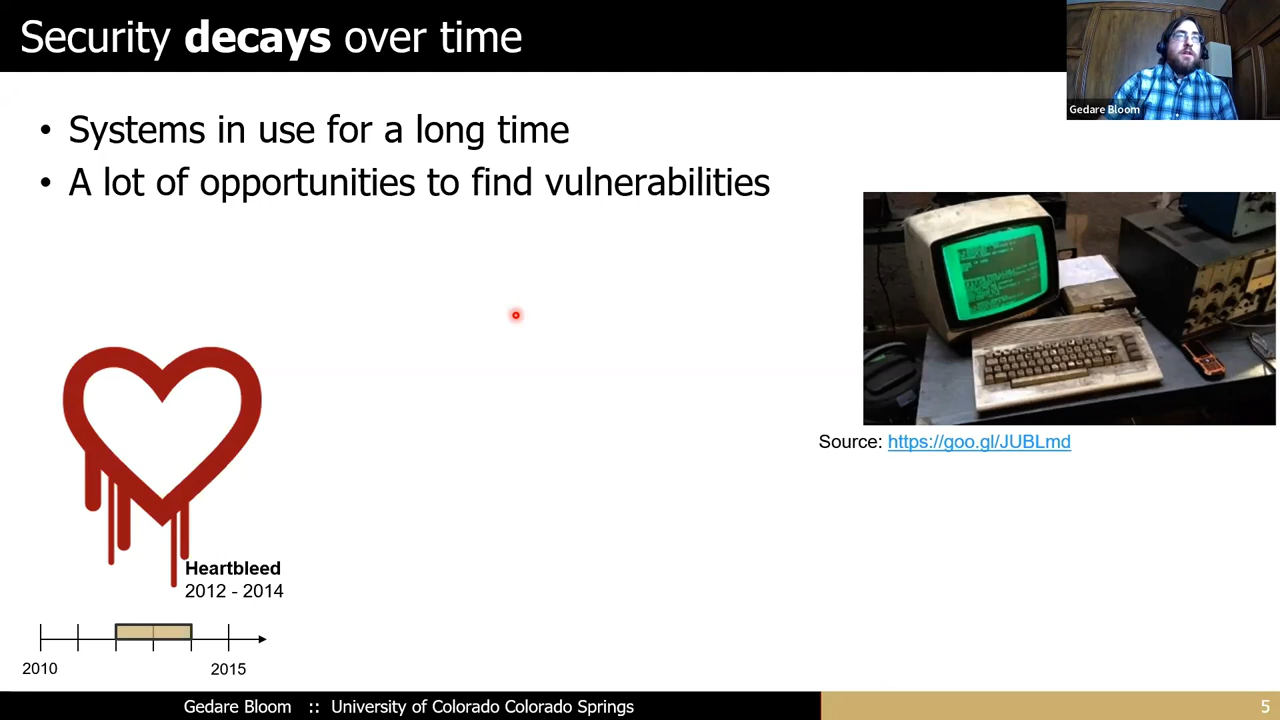 Security decays over time
Gedare Bloom
• Systems in use for a long time
• A lot of opportunities to find vulnerabilities
Source: https://goo.gl/JUBLmd
Heartbleed
2012 - 2014
2010 2015
Gedare Bloom :: University of Colorado Colorado Springs 5